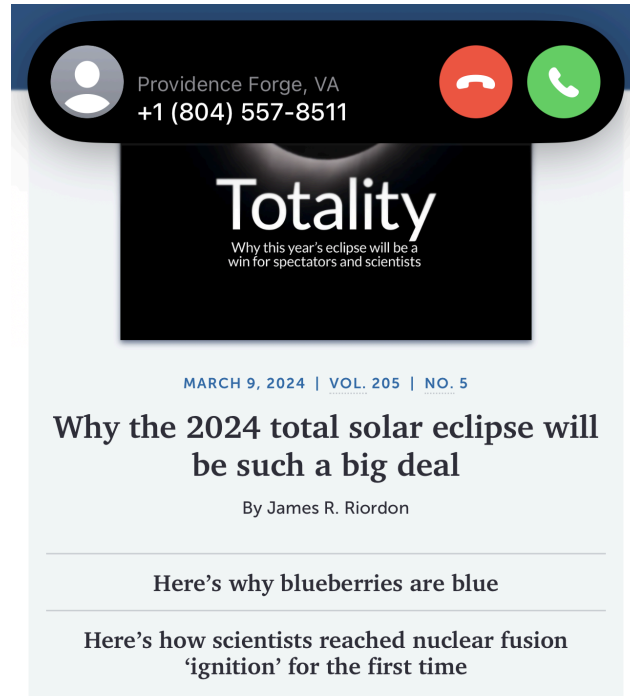 Providence Forge, VA
+1 (804) 557-8511
Totality
Why this year's eclipse will be a
win for spectators and scientists
MARCH 9, 2024 | VOL. 205 | NO. 5
Why the 2024 total solar eclipse will
be such a big deal
By James R. Riordon
Here's why blueberries are blue
Here's how scientists reached nuclear fusion
‘ignition’ for the first time